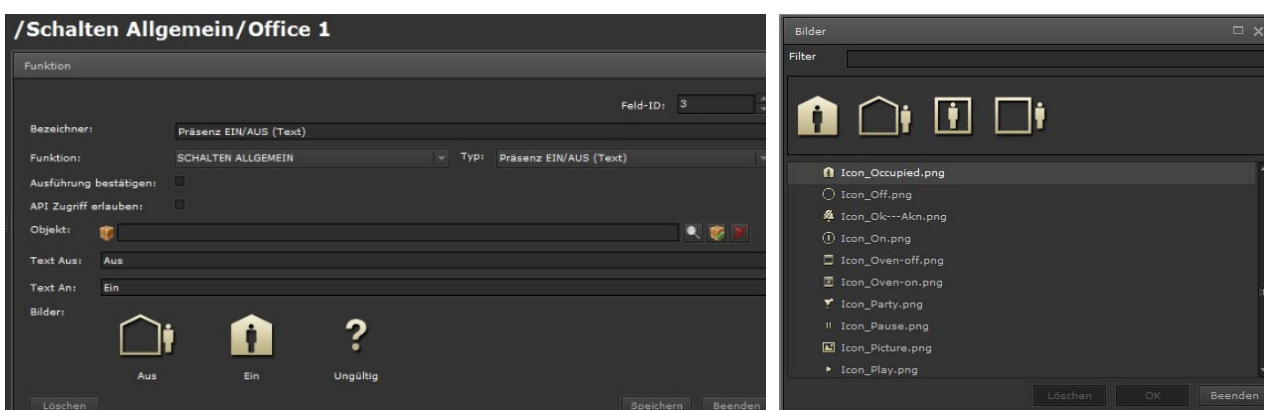 /Schalten Allgemein/Office 1
Funktion
Feld-ID: 3
Bezeichner: Präsenz EIN/AUS (Text)
Funktion: SCHALTEN ALLGEMEIN Typ: Präsenz EIN/AUS (Text)
Ausführung bestätigen:
API Zugriff erlauben:
Objekt:
Text Aus: Aus
Text An: Ein
Bilder:
Aus Ein Ungültig
Löschen Speichern Beenden
Bilder
Filter
Icon_Occupied.png
Icon_Off.png
Icon_Ok---Akn.png
Icon_On.png
Icon_Oven-off.png
Icon_Oven-on.png
Icon_Party.png
Icon_Pause.png
Icon_Picture.png
Icon_Play.png
Löschen OK Beenden